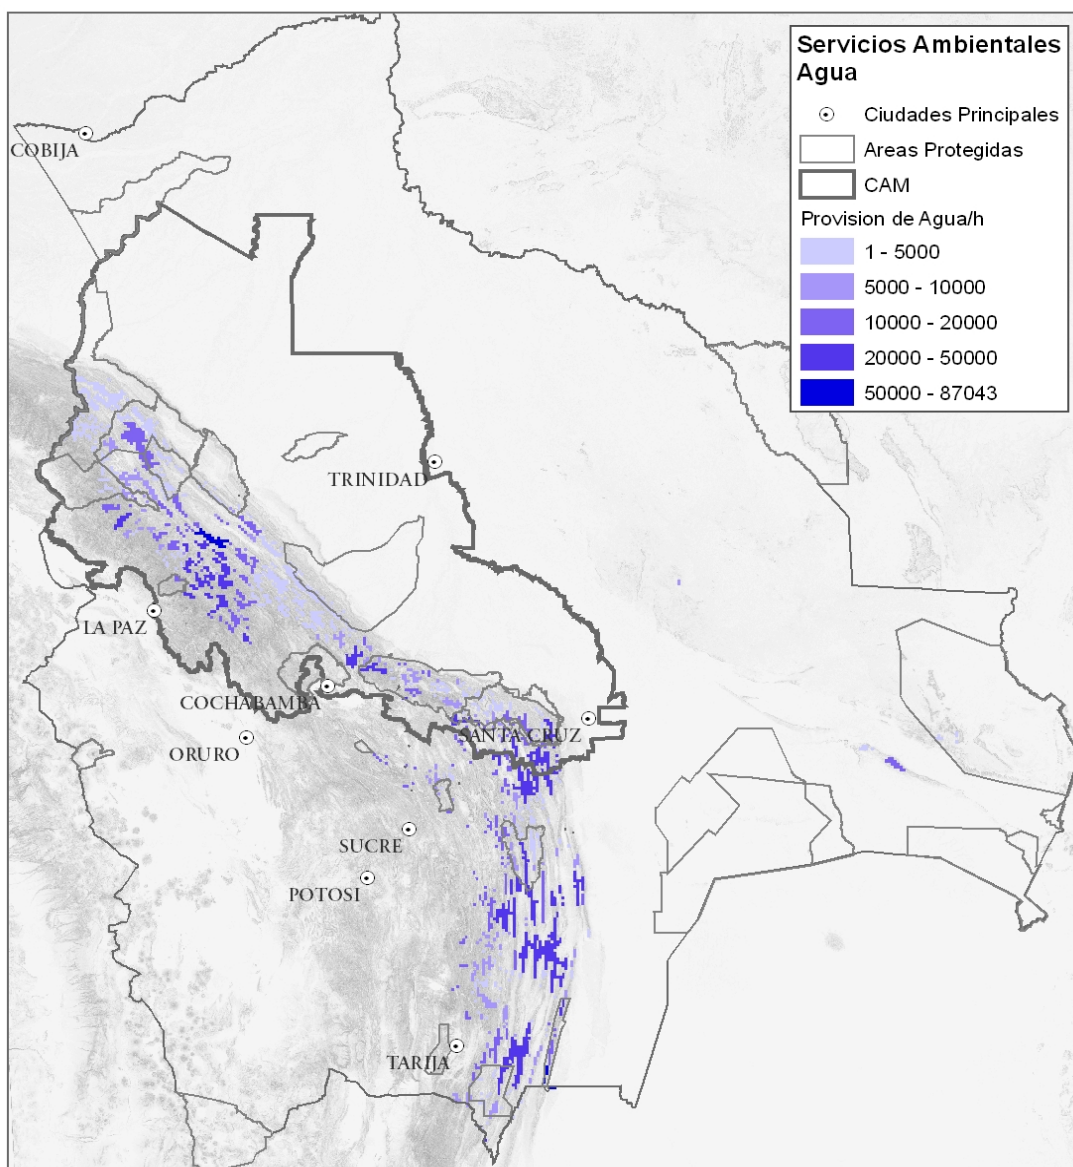 Servicios Ambientales
Agua
Ciudades Principales
Areas Protegidas
CAM
Provision de Agua/h
1 - 5000
5000 - 10000
10000 - 20000
20000 - 50000
50000 - 87043
COBIJA
TRINIDAD
LA PAZ
COCHABAMBA
SANTA CRUZ
ORURO
SUCRE
POTOSI
TARIJA